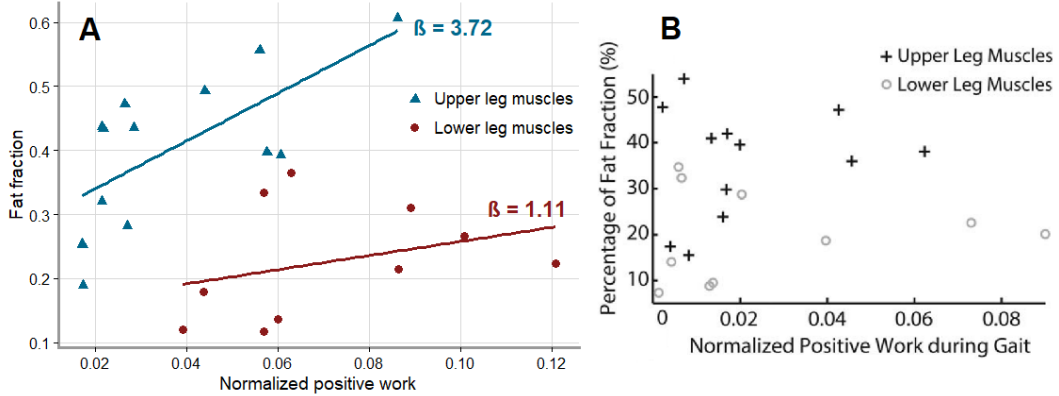 A
ß = 3.72
Upper leg muscles
Lower leg muscles
ß = 1.11
Fat fraction
0.6
0.5
0.4
0.3
0.2
0.1
0.02
0.04
0.06
0.08
0.10
0.12
Normalized positive work
B
Upper Leg Muscles
Lower Leg Muscles
Percentage of Fat Fraction (%)
50
40
30
20
10
0
0.02
0.04
0.06
0.08
Normalized Positive Work during Gait